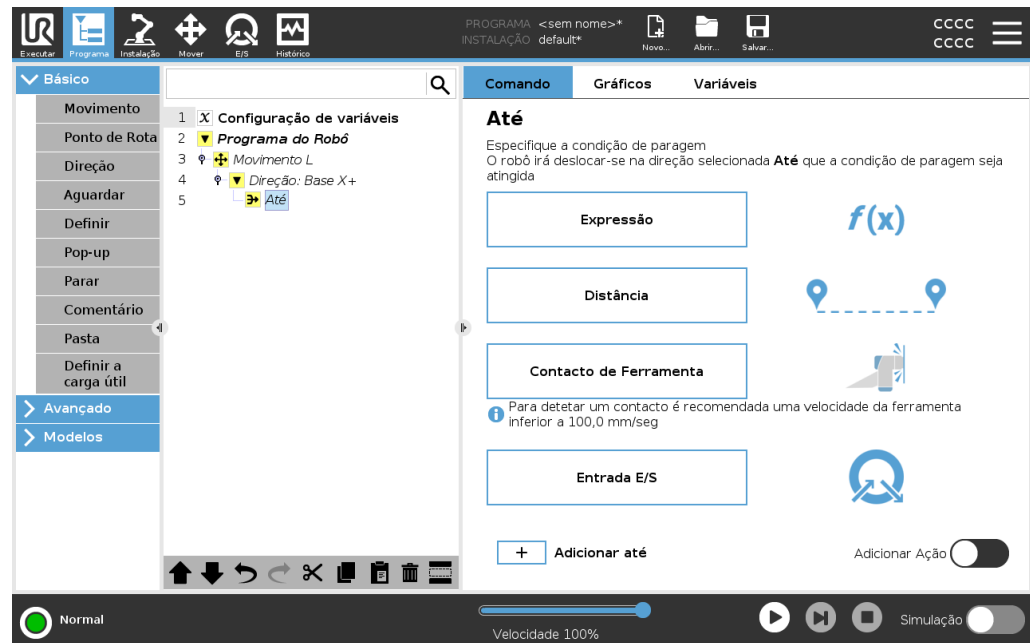 PROGRAMA <sem nome>*
INSTALAÇÃO default*
CCCC
CCCC
UR
Executar
Programa
Instalação
Mover
E/S
Histórico
Novo...
Abrir...
Salvar...
Básico
Movimento
Ponto de Rota
Direção
Aguardar
Definir
Pop-up
Parar
Comentário
Pasta
Definir a
carga útil
Avançado
Modelos
1 X Configuração de variáveis
2 Programa do Robô
3 Movimento L
4 Direção: Base X+
5 Até
Comando
Gráficos
Variáveis
Até
Especifique a condição de paragem
O robô irá deslocar-se na direção selecionada Até que a condição de paragem seja
atingida
Expressão
f(x)
Distância
Contacto de Ferramenta
Para detetar um contacto é recomendada uma velocidade da ferramenta
inferior a 100,0 mm/seg
Entrada E/S
+ Adicionar até
Adicionar Ação
Normal
Velocidade 100%
Simulação